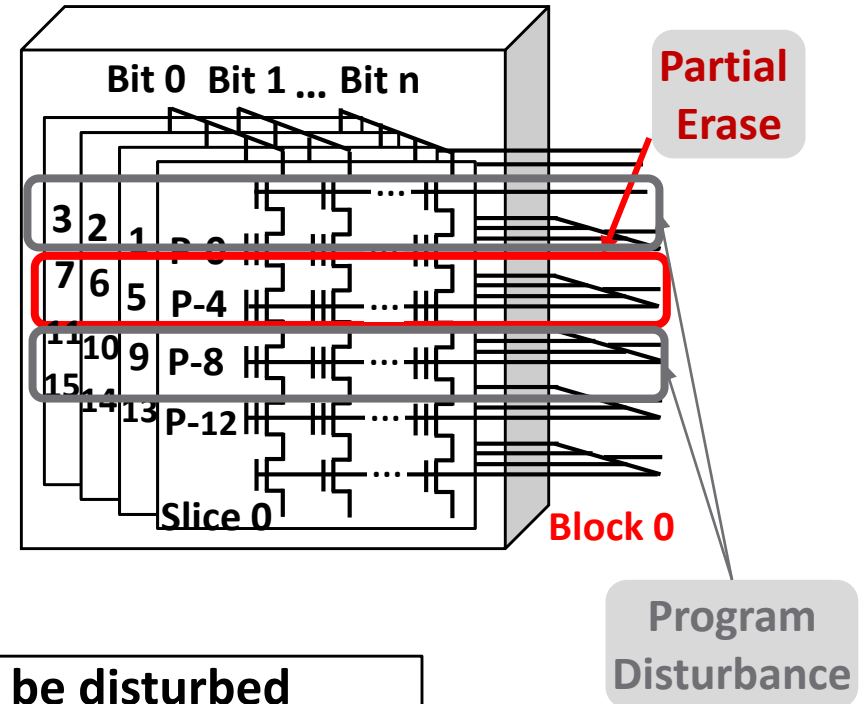 Bit 0 Bit 1 ... Bit n
Partial
Erase
3 2 1 P-0
7 6 5 P-4
11 10 9 P-8
15 14 13 P-12
...
...
...
...
...
...
Slice 0
Block 0
Program
Disturbance
be disturbed